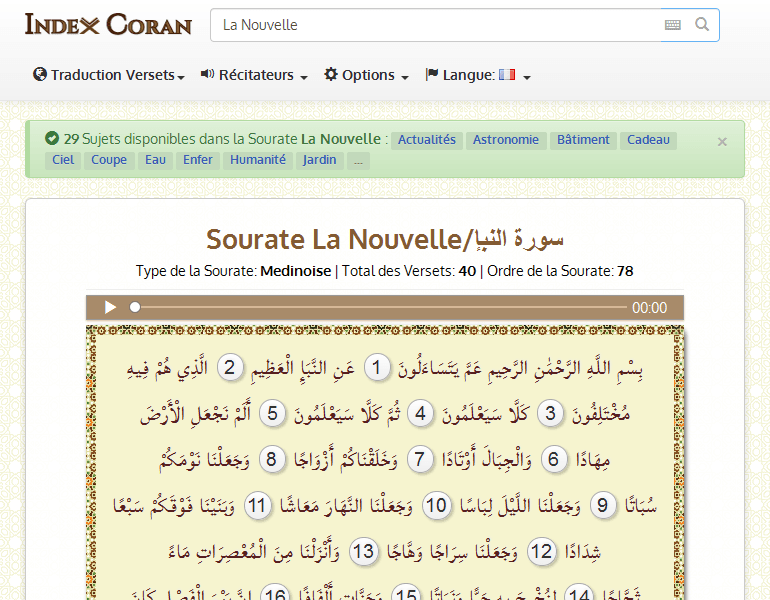 INDEX CORAN
La Nouvelle
Traduction Versets
Récitateurs
Options
Langue:
29 Sujets disponibles dans la Sourate La Nouvelle : Actualités Astronomie Bâtiment Cadeau ×
Ciel Coupe Eau Enfer Humanité Jardin ...
Sourate La Nouvelle/سورة النبإ
Type de la Sourate: Medinoise | Total des Versets: 40 | Ordre de la Sourate: 78
00:00
بِسْمِ اللَّهِ الرَّحْمَٰنِ الرَّحِيمِ عَمَّ يَتَسَاءَلُونَ 1 عَنِ النَّبَإِ الْعَظِيمِ 2 الَّذِي هُمْ فِيهِ
مُخْتَلِفُونَ 3 كَلَّا سَيَعْلَمُونَ 4 ثُمَّ كَلَّا سَيَعْلَمُونَ 5 أَلَمْ نَجْعَلِ الْأَرْضَ
مِهَادًا 6 وَالْجِبَالَ أَوْتَادًا 7 وَخَلَقْنَاكُمْ أَزْوَاجًا 8 وَجَعَلْنَا نَوْمَكُمْ
سُبَاتًا 9 وَجَعَلْنَا اللَّيْلَ لِبَاسًا 10 وَجَعَلْنَا النَّهَارَ مَعَاشًا 11 وَبَنَيْنَا فَوْقَكُمْ سَبْعًا
شِدَادًا 12 وَجَعَلْنَا سِرَاجًا وَهَّاجًا 13 وَأَنْزَلْنَا مِنَ الْمُعْصِرَاتِ مَاءً
ثَجَّاجًا 14 لِنُخْرِجَ بِهِ حَبًّا وَنَبَاتًا 15 وَجَنَّاتٍ أَلْفَافًا 16 إِنَّ يَوْمَ الْفَصْلِ كَانَ